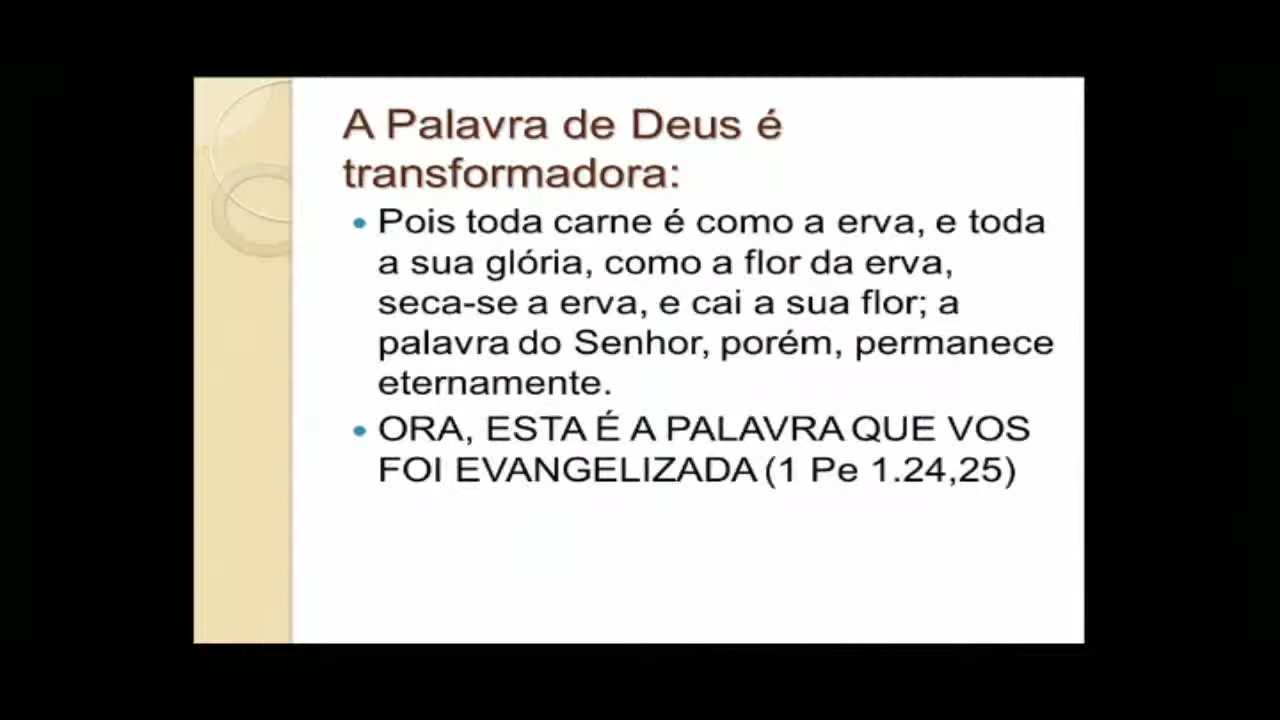 A Palavra de Deus é
transformadora:
• Pois toda carne é como a erva, e toda
a sua glória, como a flor da erva,
seca-se a erva, e cai a sua flor; a
palavra do Senhor, porém, permanece
eternamente.
• ORA, ESTA É A PALAVRA QUE VOS
FOI EVANGELIZADA (1 Pe 1.24,25)